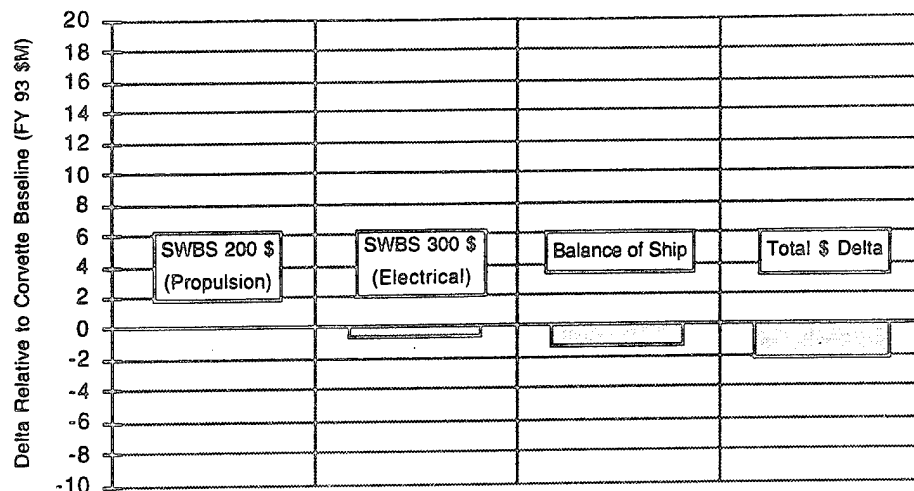 Delta Relative to Corvette Baseline (FY 93 $M)
20
18
16
14
12
10
8
6
4
2
0
-2
-4
-6
-8
-10
SWBS 200 $
(Propulsion)
SWBS 300 $
(Electrical)
Balance of Ship
Total $ Delta